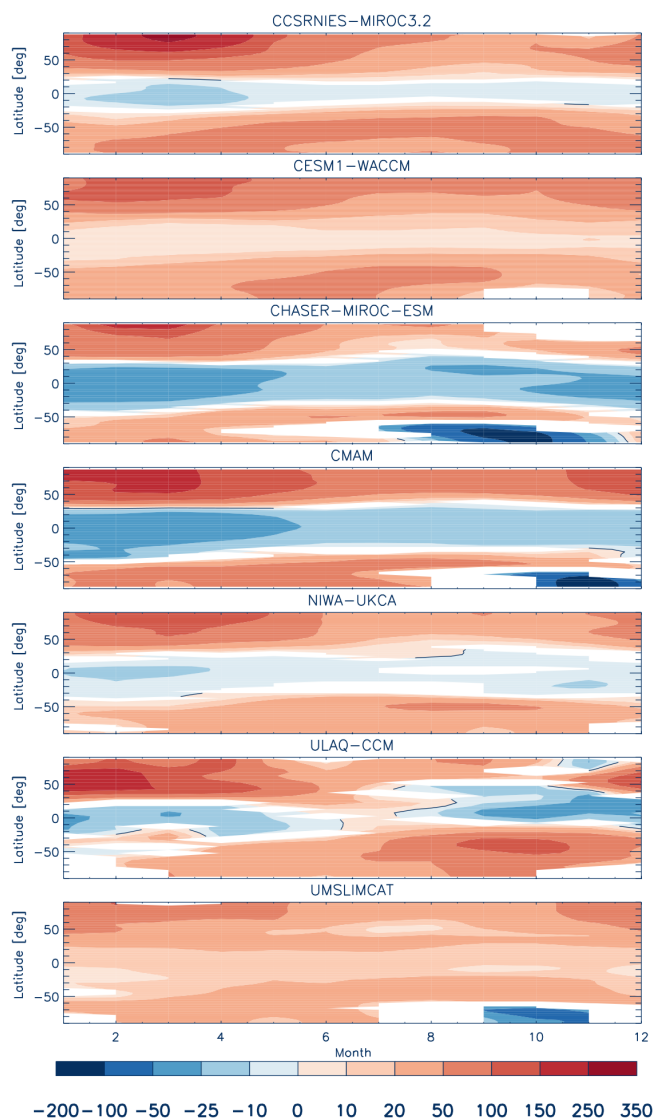 CCSRNIES−MIROC3.2
50
0
−50
Latitude [deg]
CESM1−WACCM
50
0
−50
Latitude [deg]
CHASER−MIROC−ESM
50
0
−50
Latitude [deg]
CMAM
50
0
−50
Latitude [deg]
NIWA−UKCA
50
0
−50
Latitude [deg]
ULAQ−CCM
50
0
−50
Latitude [deg]
UMSLIMCAT
50
0
−50
Latitude [deg]
2 4 6 8 10 12
Month
−200 −100 −50 −25 −10 0 10 20 50 100 150 250 350